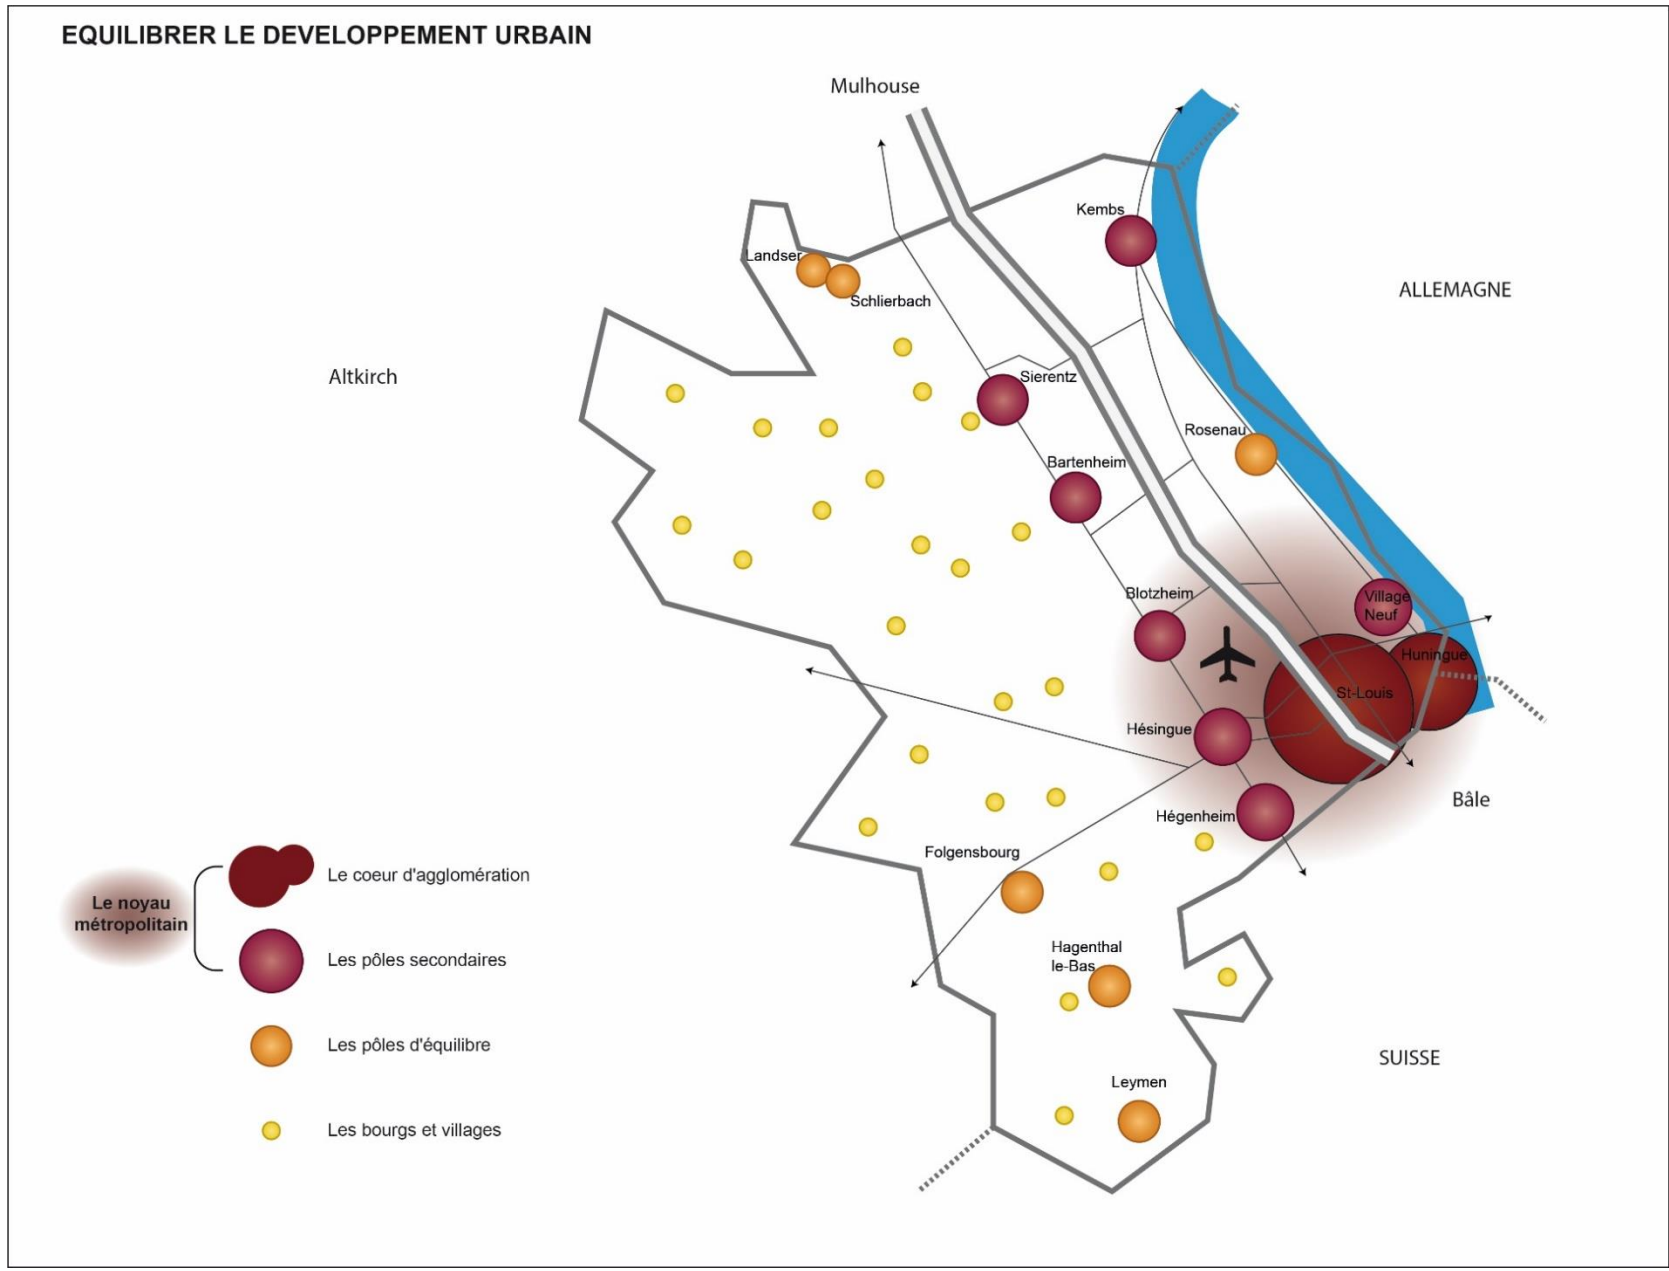 EQUILIBRER LE DEVELOPPEMENT URBAIN
Mulhouse
Kembs
Landser
Schlierbach
ALLEMAGNE
Altkirch
Sierentz
Rosenau
Bartenheim
Blotzheim
Village
Neuf
Huningue
St-Louis
Hésingue
Bâle
Hégenheim
Folgensbourg
Hagenthal
le-Bas
SUISSE
Leymen
Le noyau
métropolitain
Le coeur d'agglomération
Les pôles secondaires
Les pôles d'équilibre
Les bourgs et villages